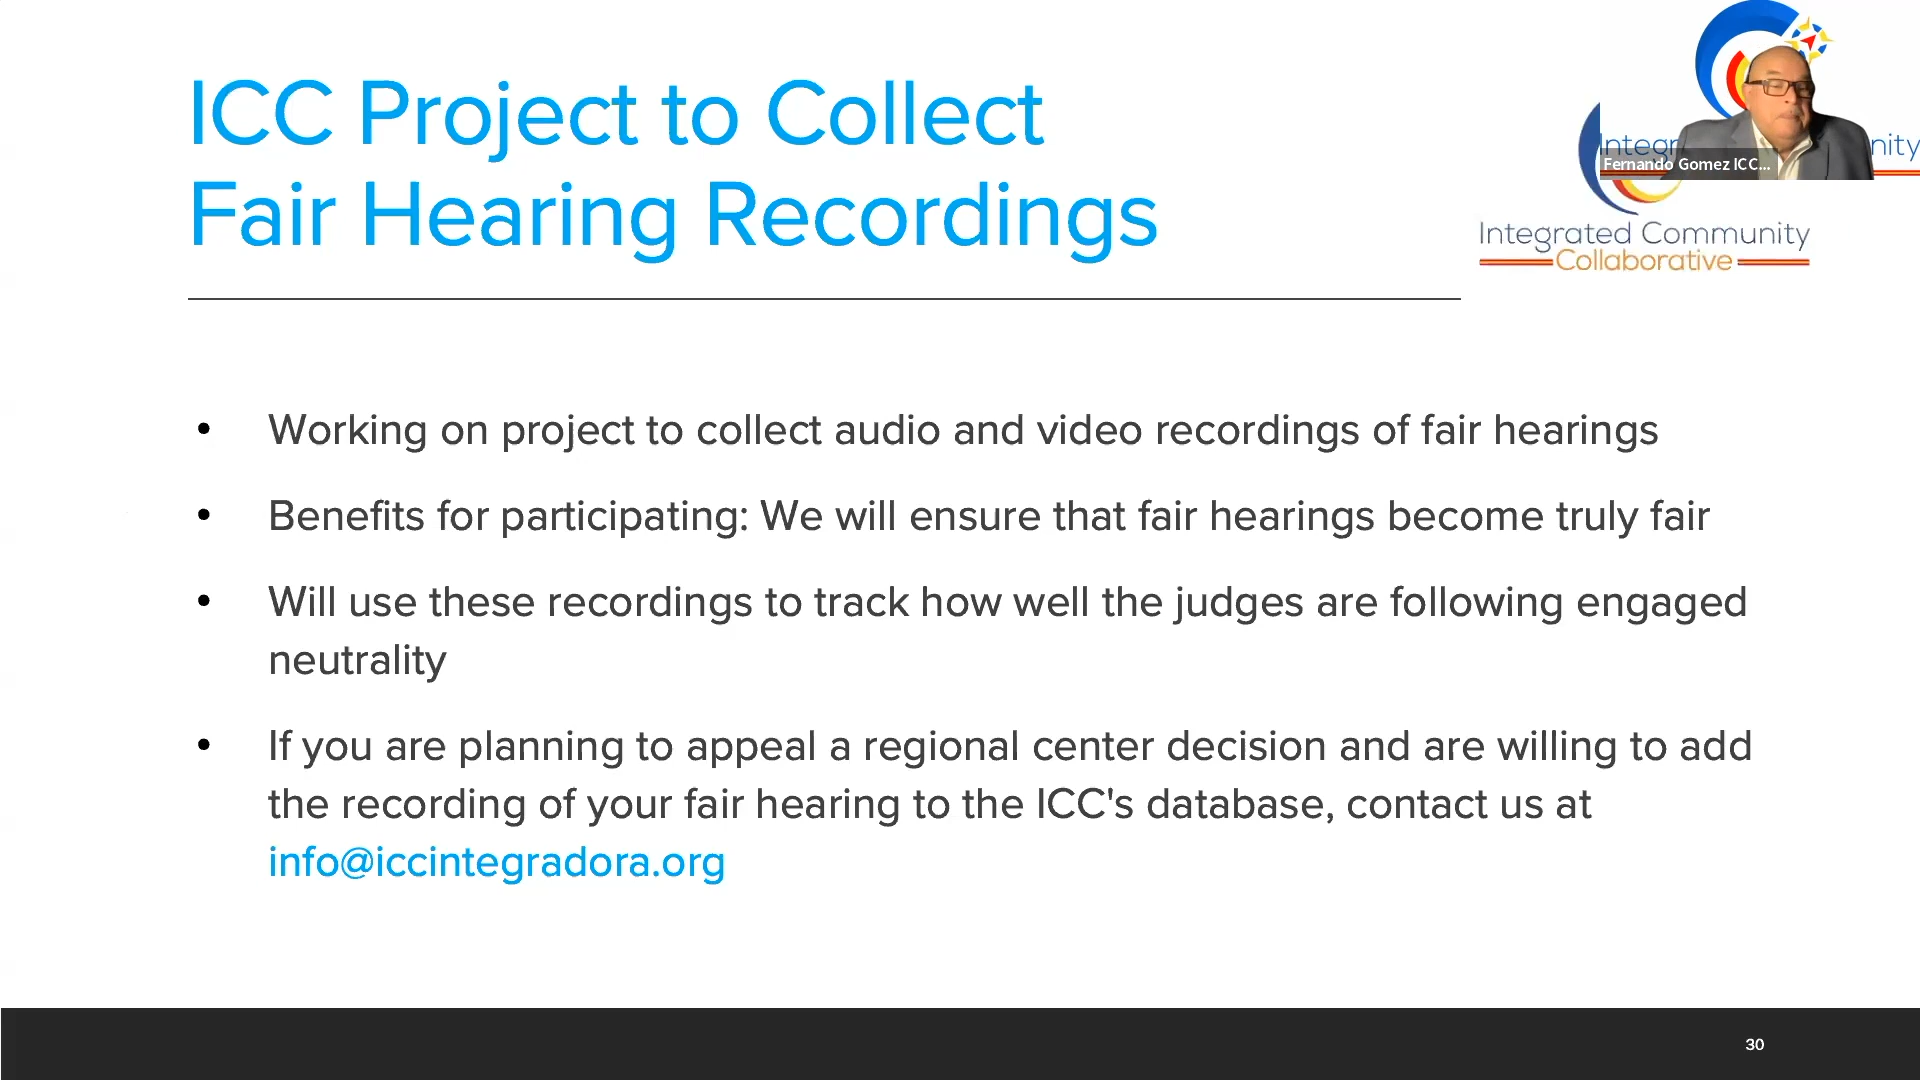 ICC Project to Collect
Fair Hearing Recordings
Integr nity
Fernando Gomez ICC...
Integrated Community
Collaborative
• Working on project to collect audio and video recordings of fair hearings
• Benefits for participating: We will ensure that fair hearings become truly fair
• Will use these recordings to track how well the judges are following engaged
neutrality
• If you are planning to appeal a regional center decision and are willing to add
the recording of your fair hearing to the ICC's database, contact us at
info@iccintegradora.org
30